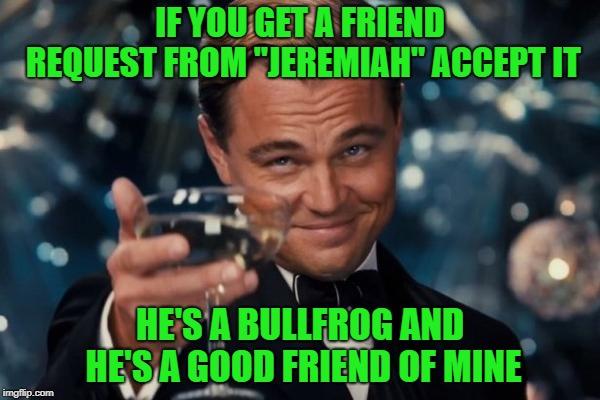 IF YOU GET A FRIEND
REQUEST FROM "JEREMIAH" ACCEPT IT
HE'S A BULLFROG AND
HE'S A GOOD FRIEND OF MINE
imgflip.com